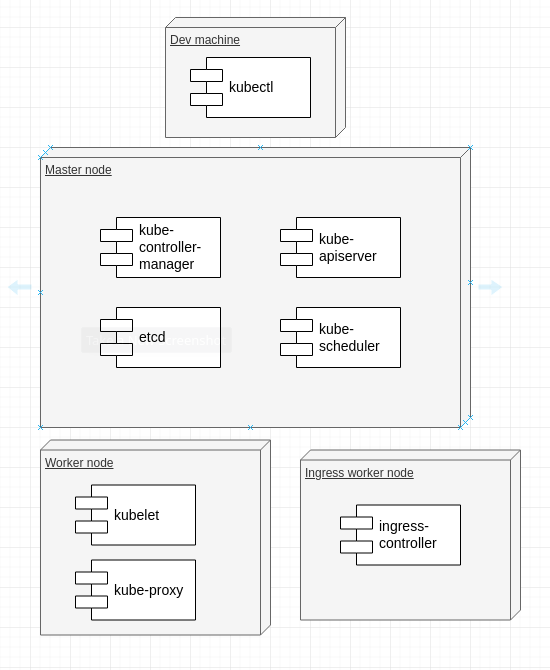 Dev machine
kubectl
Master node
kube-
controller-
manager
kube-
apiserver
etcd
kube-
scheduler
Worker node
kubelet
kube-proxy
Ingress worker node
ingress-
controller